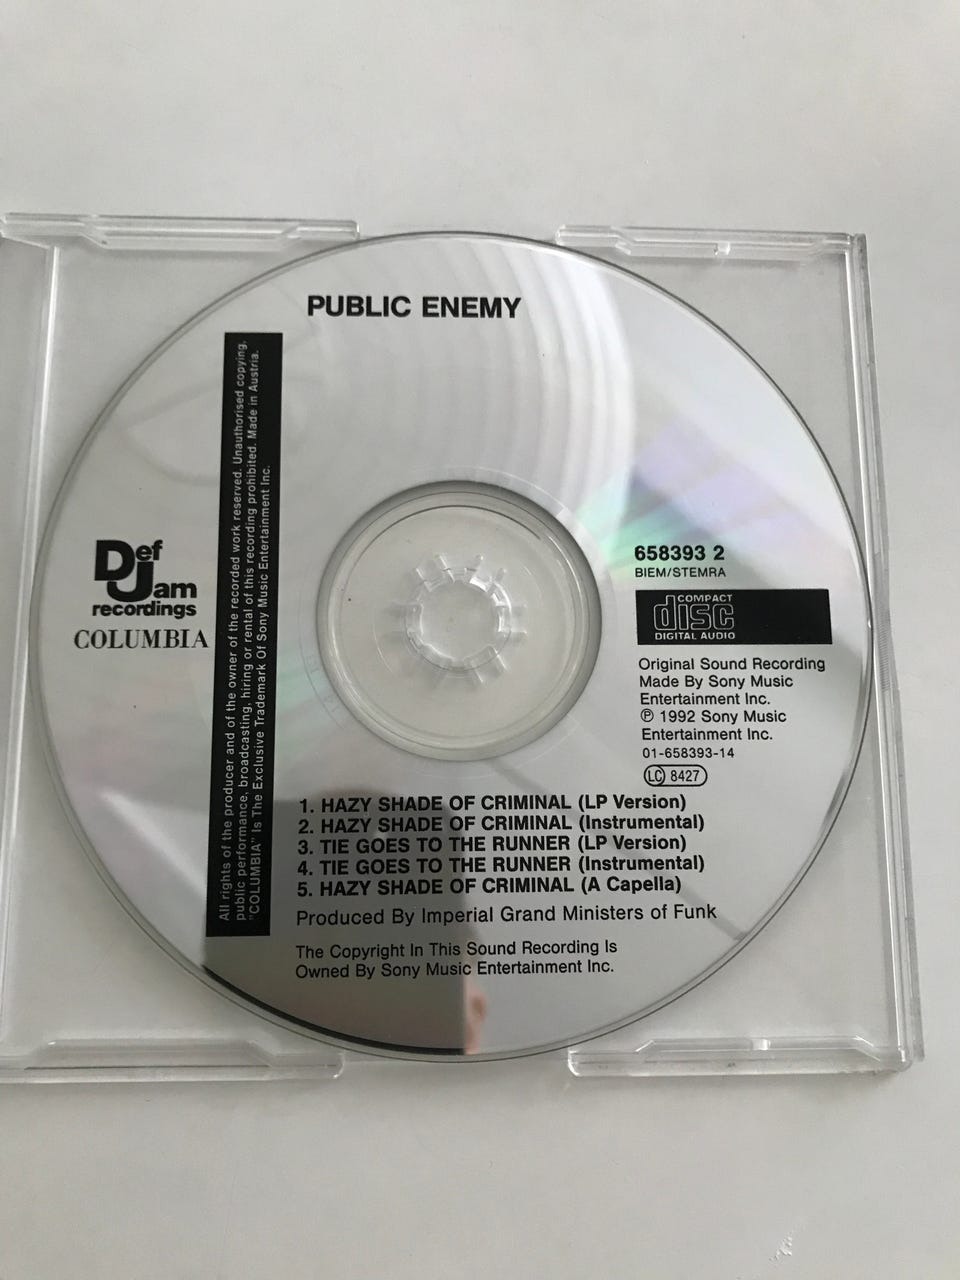 PUBLIC ENEMY
All rights of the producer and of the owner of the recorded work reserved. Unauthorised copying,
public performance, broadcasting, hiring or rental of this recording prohibited. Made in Austria.
"COLUMBIA" Is The Exclusive Trademark Of Sony Music Entertainment Inc.
Def
Jam
recordings
COLUMBIA
658393 2
BIEM/STEMRA
COMPACT
disc
DIGITAL AUDIO
Original Sound Recording
Made By Sony Music
Entertainment Inc.
℗ 1992 Sony Music
Entertainment Inc.
01-658393-14
LC 8427
1. HAZY SHADE OF CRIMINAL (LP Version)
2. HAZY SHADE OF CRIMINAL (Instrumental)
3. TIE GOES TO THE RUNNER (LP Version)
4. TIE GOES TO THE RUNNER (Instrumental)
5. HAZY SHADE OF CRIMINAL (A Capella)
Produced By Imperial Grand Ministers of Funk
The Copyright In This Sound Recording Is
Owned By Sony Music Entertainment Inc.